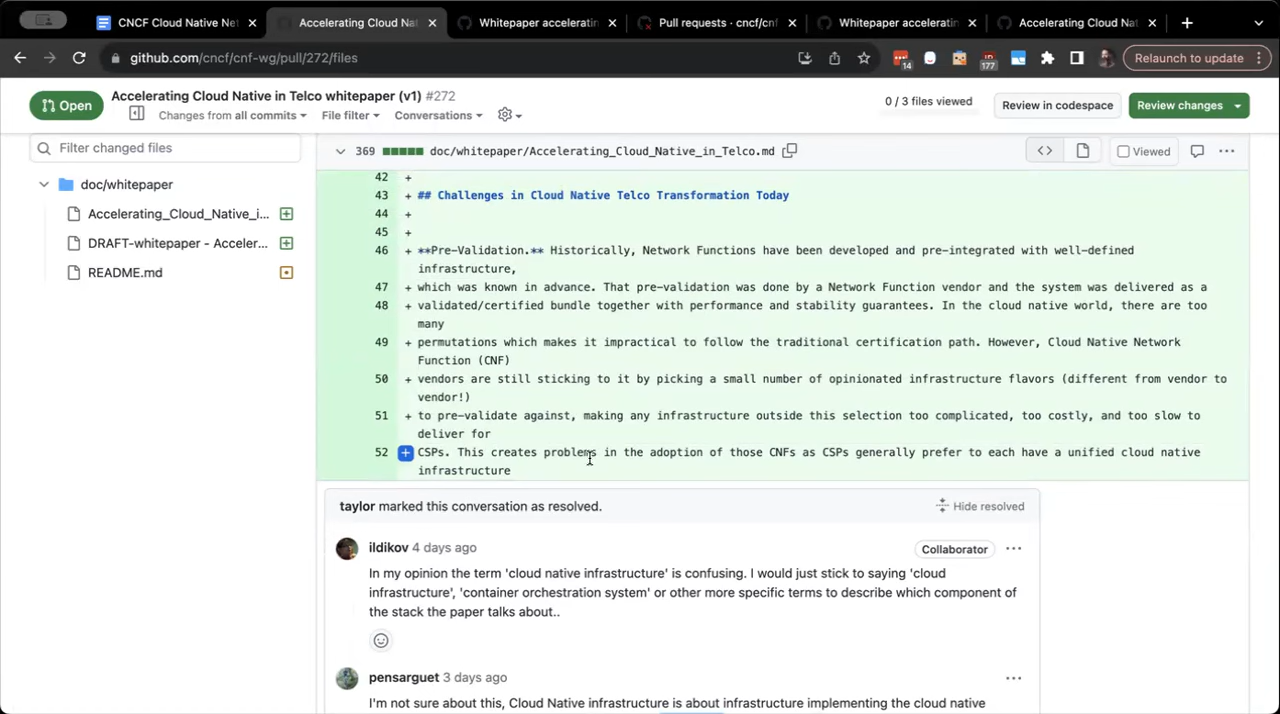 CNCF Cloud Native Net
Accelerating Cloud Nat
Whitepaper acceleratin
Pull requests · cncf/cnf
Whitepaper acceleratin
Accelerating Cloud Nat
github.com/cncf/cnf-wg/pull/272/files
14
177
Relaunch to update
Open
Accelerating Cloud Native in Telco whitepaper (v1) #272
Changes from all commits
File filter
Conversations
0 / 3 files viewed
Review in codespace
Review changes
Filter changed files
doc/whitepaper
Accelerating_Cloud_Native_i...
DRAFT-whitepaper - Acceler...
README.md
369 doc/whitepaper/Accelerating_Cloud_Native_in_Telco.md
Viewed
42 +
43 + ## Challenges in Cloud Native Telco Transformation Today
44 +
45 +
46 + **Pre-Validation.** Historically, Network Functions have been developed and pre-integrated with well-defined
infrastructure,
47 + which was known in advance. That pre-validation was done by a Network Function vendor and the system was delivered as a
48 + validated/certified bundle together with performance and stability guarantees. In the cloud native world, there are too
many
49 + permutations which makes it impractical to follow the traditional certification path. However, Cloud Native Network
Function (CNF)
50 + vendors are still sticking to it by picking a small number of opinionated infrastructure flavors (different from vendor to
vendor!)
51 + to pre-validate against, making any infrastructure outside this selection too complicated, too costly, and too slow to
deliver for
52 + CSPs. This creates problems in the adoption of those CNFs as CSPs generally prefer to each have a unified cloud native
infrastructure
taylor marked this conversation as resolved.
Hide resolved
ildikov 4 days ago
Collaborator
In my opinion the term 'cloud native infrastructure' is confusing. I would just stick to saying 'cloud
infrastructure', 'container orchestration system' or other more specific terms to describe which component of
the stack the paper talks about..
pensarguet 3 days ago
I'm not sure about this, Cloud Native infrastructure is about infrastructure implementing the cloud native